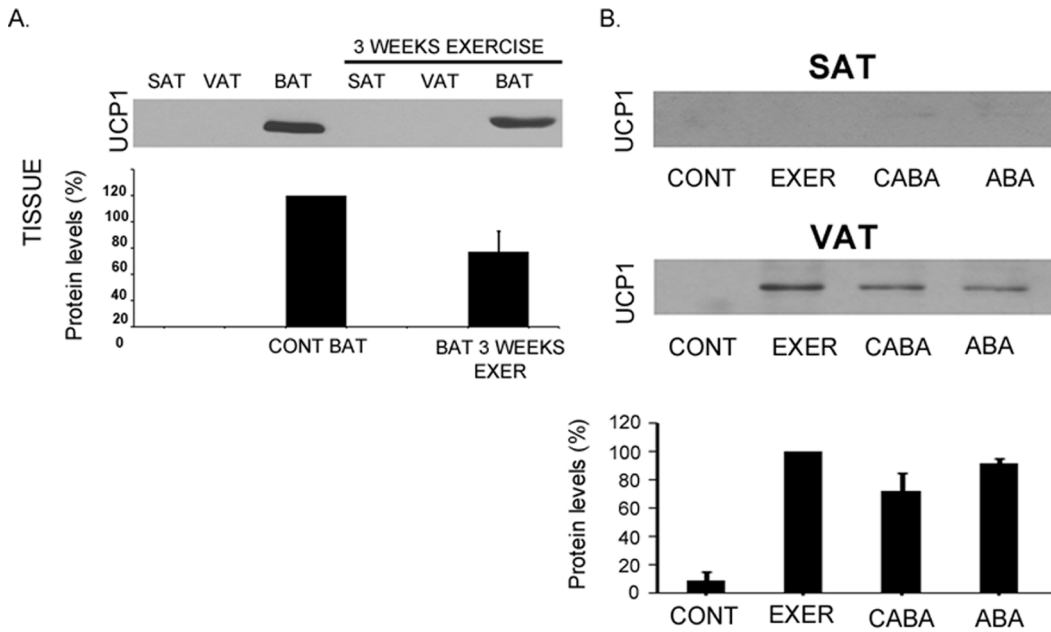 A.
3 WEEKS EXERCISE
SAT VAT BAT SAT VAT BAT
UCP1
TISSUE
Protein levels (%)
120
100
80
60
40
20
0
CONT BAT
BAT 3 WEEKS
EXER
B.
SAT
UCP1
CONT EXER CABA ABA
VAT
UCP1
CONT EXER CABA ABA
Protein levels (%)
120
100
80
60
40
20
0
CONT EXER CABA ABA